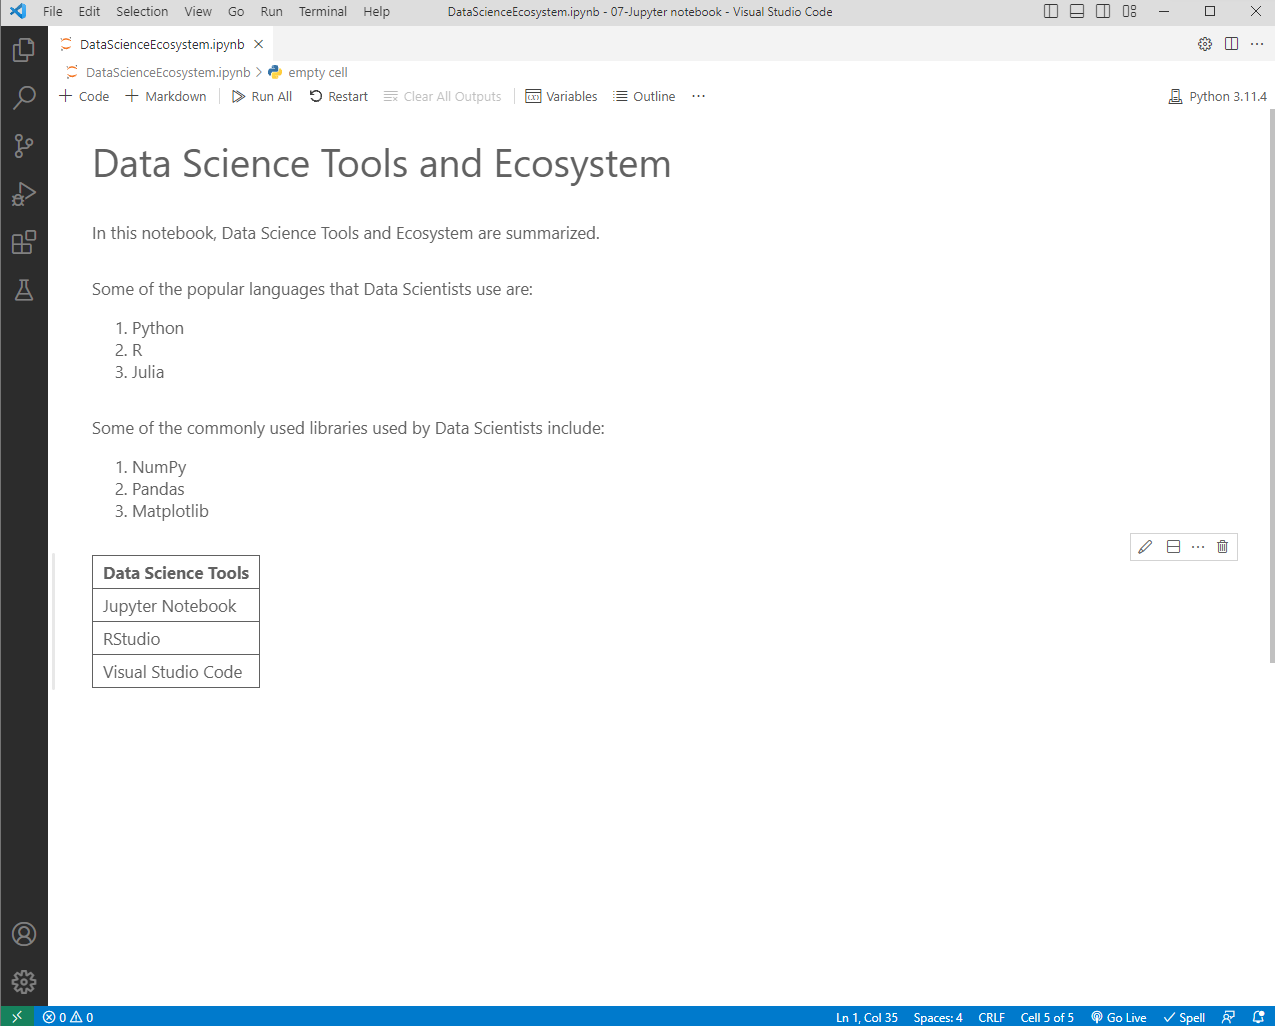 File Edit Selection View Go Run Terminal Help DataScienceEcosystem.ipynb - 07-Jupyter notebook - Visual Studio Code
DataScienceEcosystem.ipynb
DataScienceEcosystem.ipynb > empty cell
+ Code + Markdown Run All Restart Clear All Outputs Variables Outline ... Python 3.11.4
Data Science Tools and Ecosystem
In this notebook, Data Science Tools and Ecosystem are summarized.
Some of the popular languages that Data Scientists use are:
1. Python
2. R
3. Julia
Some of the commonly used libraries used by Data Scientists include:
1. NumPy
2. Pandas
3. Matplotlib
Data Science Tools
Jupyter Notebook
RStudio
Visual Studio Code
0 0 Ln 1, Col 35 Spaces: 4 CRLF Cell 5 of 5 Go Live Spell